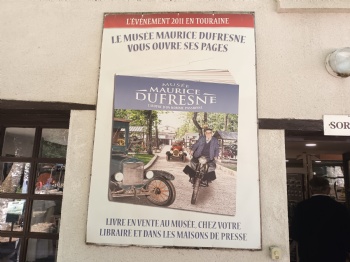 L'ÉVÉNEMENT 2011 EN TOURAINE
LE MUSÉE MAURICE DUFRESNE
VOUS OUVRE SES PAGES
MUSÉE
MAURICE
DUFRESNE
LIVRE EN VENTE AU MUSÉE, CHEZ VOTRE
LIBRAIRE ET DANS LES MAISONS DE PRESSE
SOR